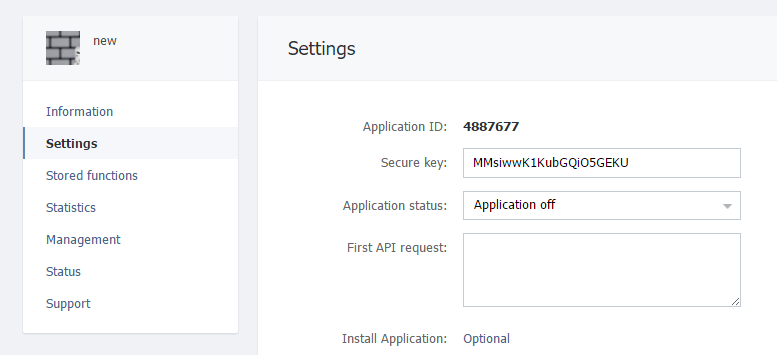 new
Information
Settings
Stored functions
Statistics
Management
Status
Support
Settings
Application ID: 4887677
Secure key: MMsiwwK1KubGQiO5GEKU
Application status: Application off
First API request:
Install Application: Optional